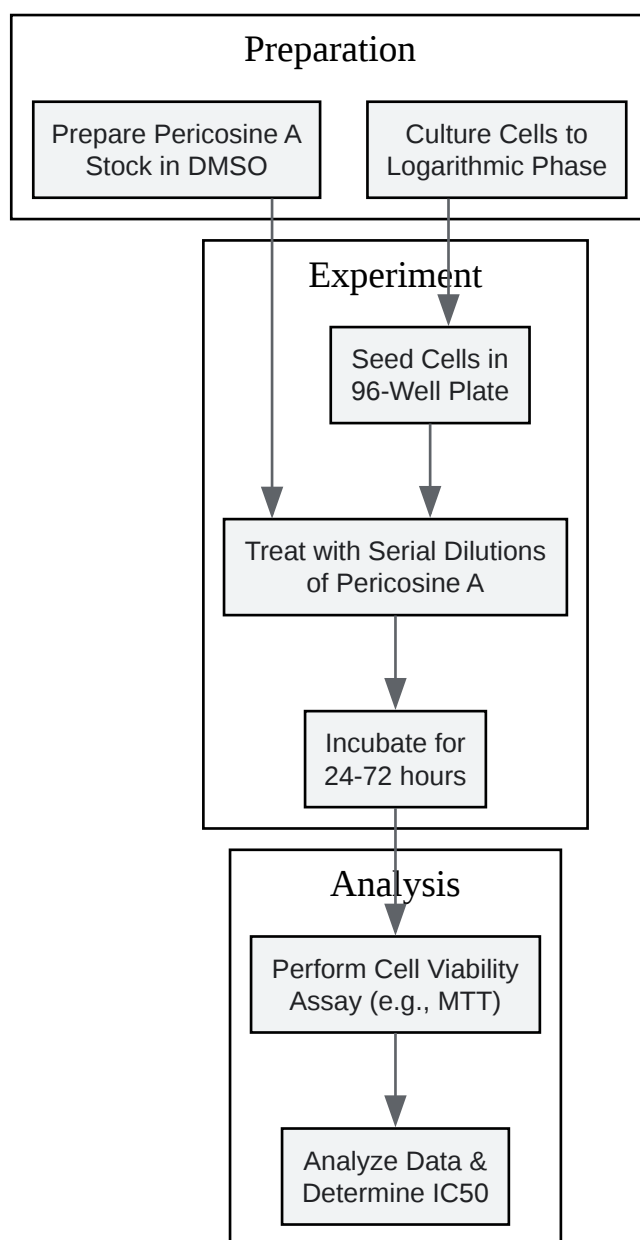 Preparation
Prepare Pericosine A
Stock in DMSO
Culture Cells to
Logarithmic Phase
Experiment
Seed Cells in
96-Well Plate
Treat with Serial Dilutions
of Pericosine A
Incubate for
24-72 hours
Analysis
Perform Cell Viability
Assay (e.g., MTT)
Analyze Data &
Determine IC50